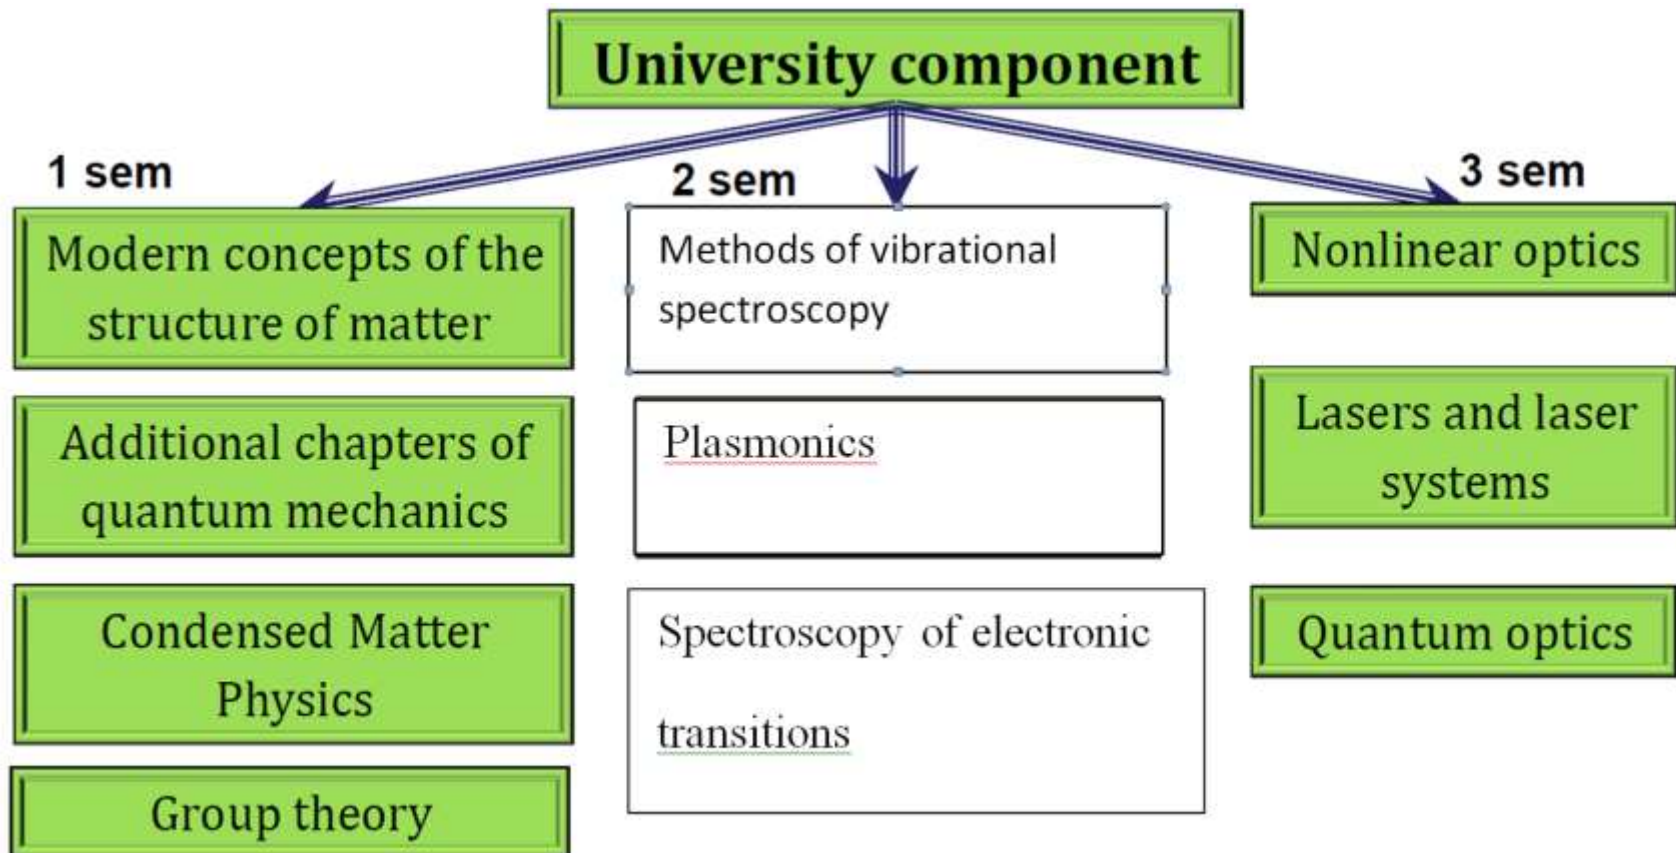 University component
1 sem
Modern concepts of the
structure of matter
Additional chapters of
quantum mechanics
Condensed Matter
Physics
Group theory
2 sem
Methods of vibrational
spectroscopy
Plasmonics
Spectroscopy of electronic
transitions
3 sem
Nonlinear optics
Lasers and laser
systems
Quantum optics